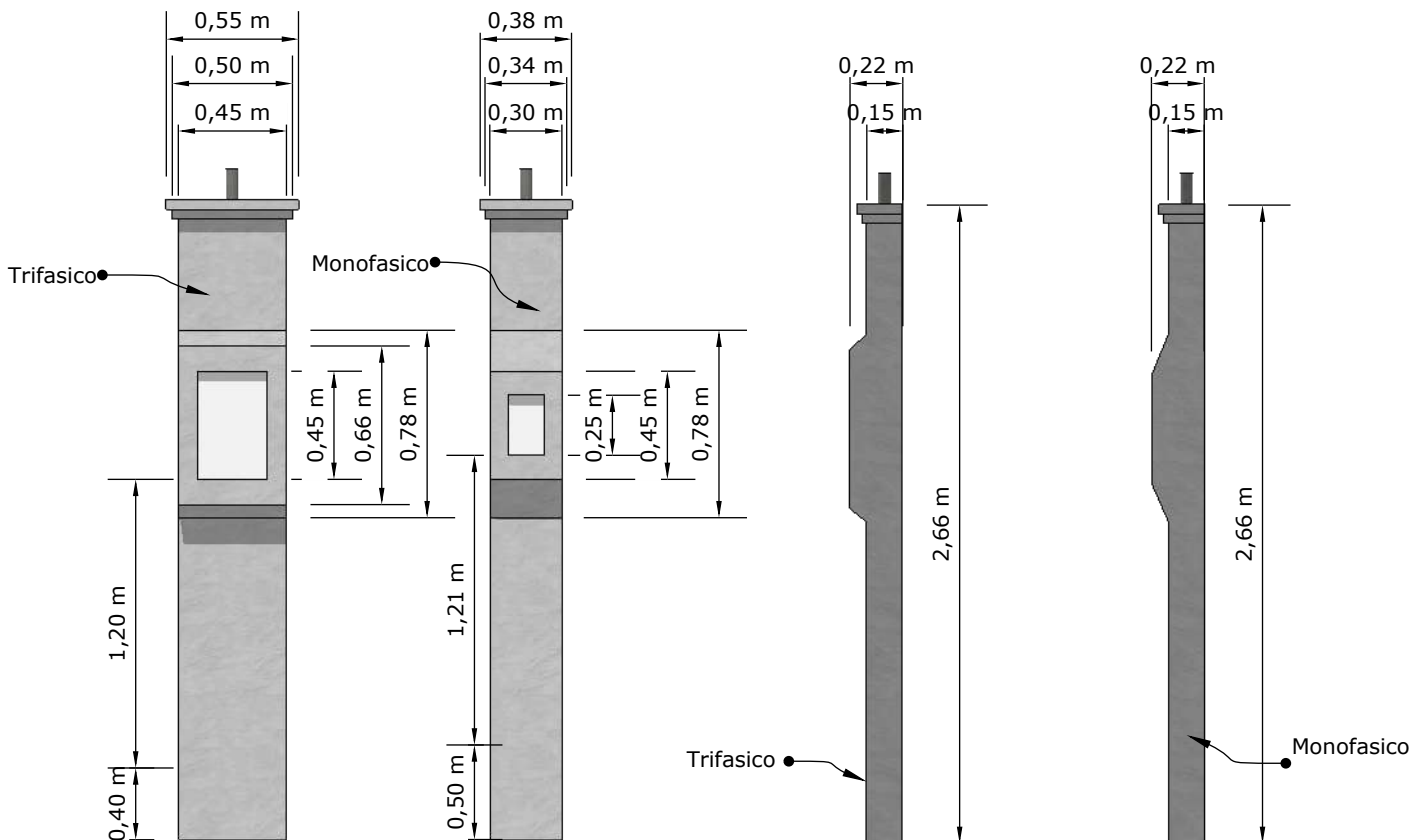 0,55 m
0,50 m
0,45 m
0,38 m
0,34 m
0,30 m
0,22 m
0,15 m
0,22 m
0,15 m
Trifasico
Monofasico
0,45 m
0,66 m
0,78 m
0,25 m
0,45 m
0,78 m
1,20 m
0,40 m
1,21 m
0,50 m
2,66 m
2,66 m
Trifasico
Monofasico